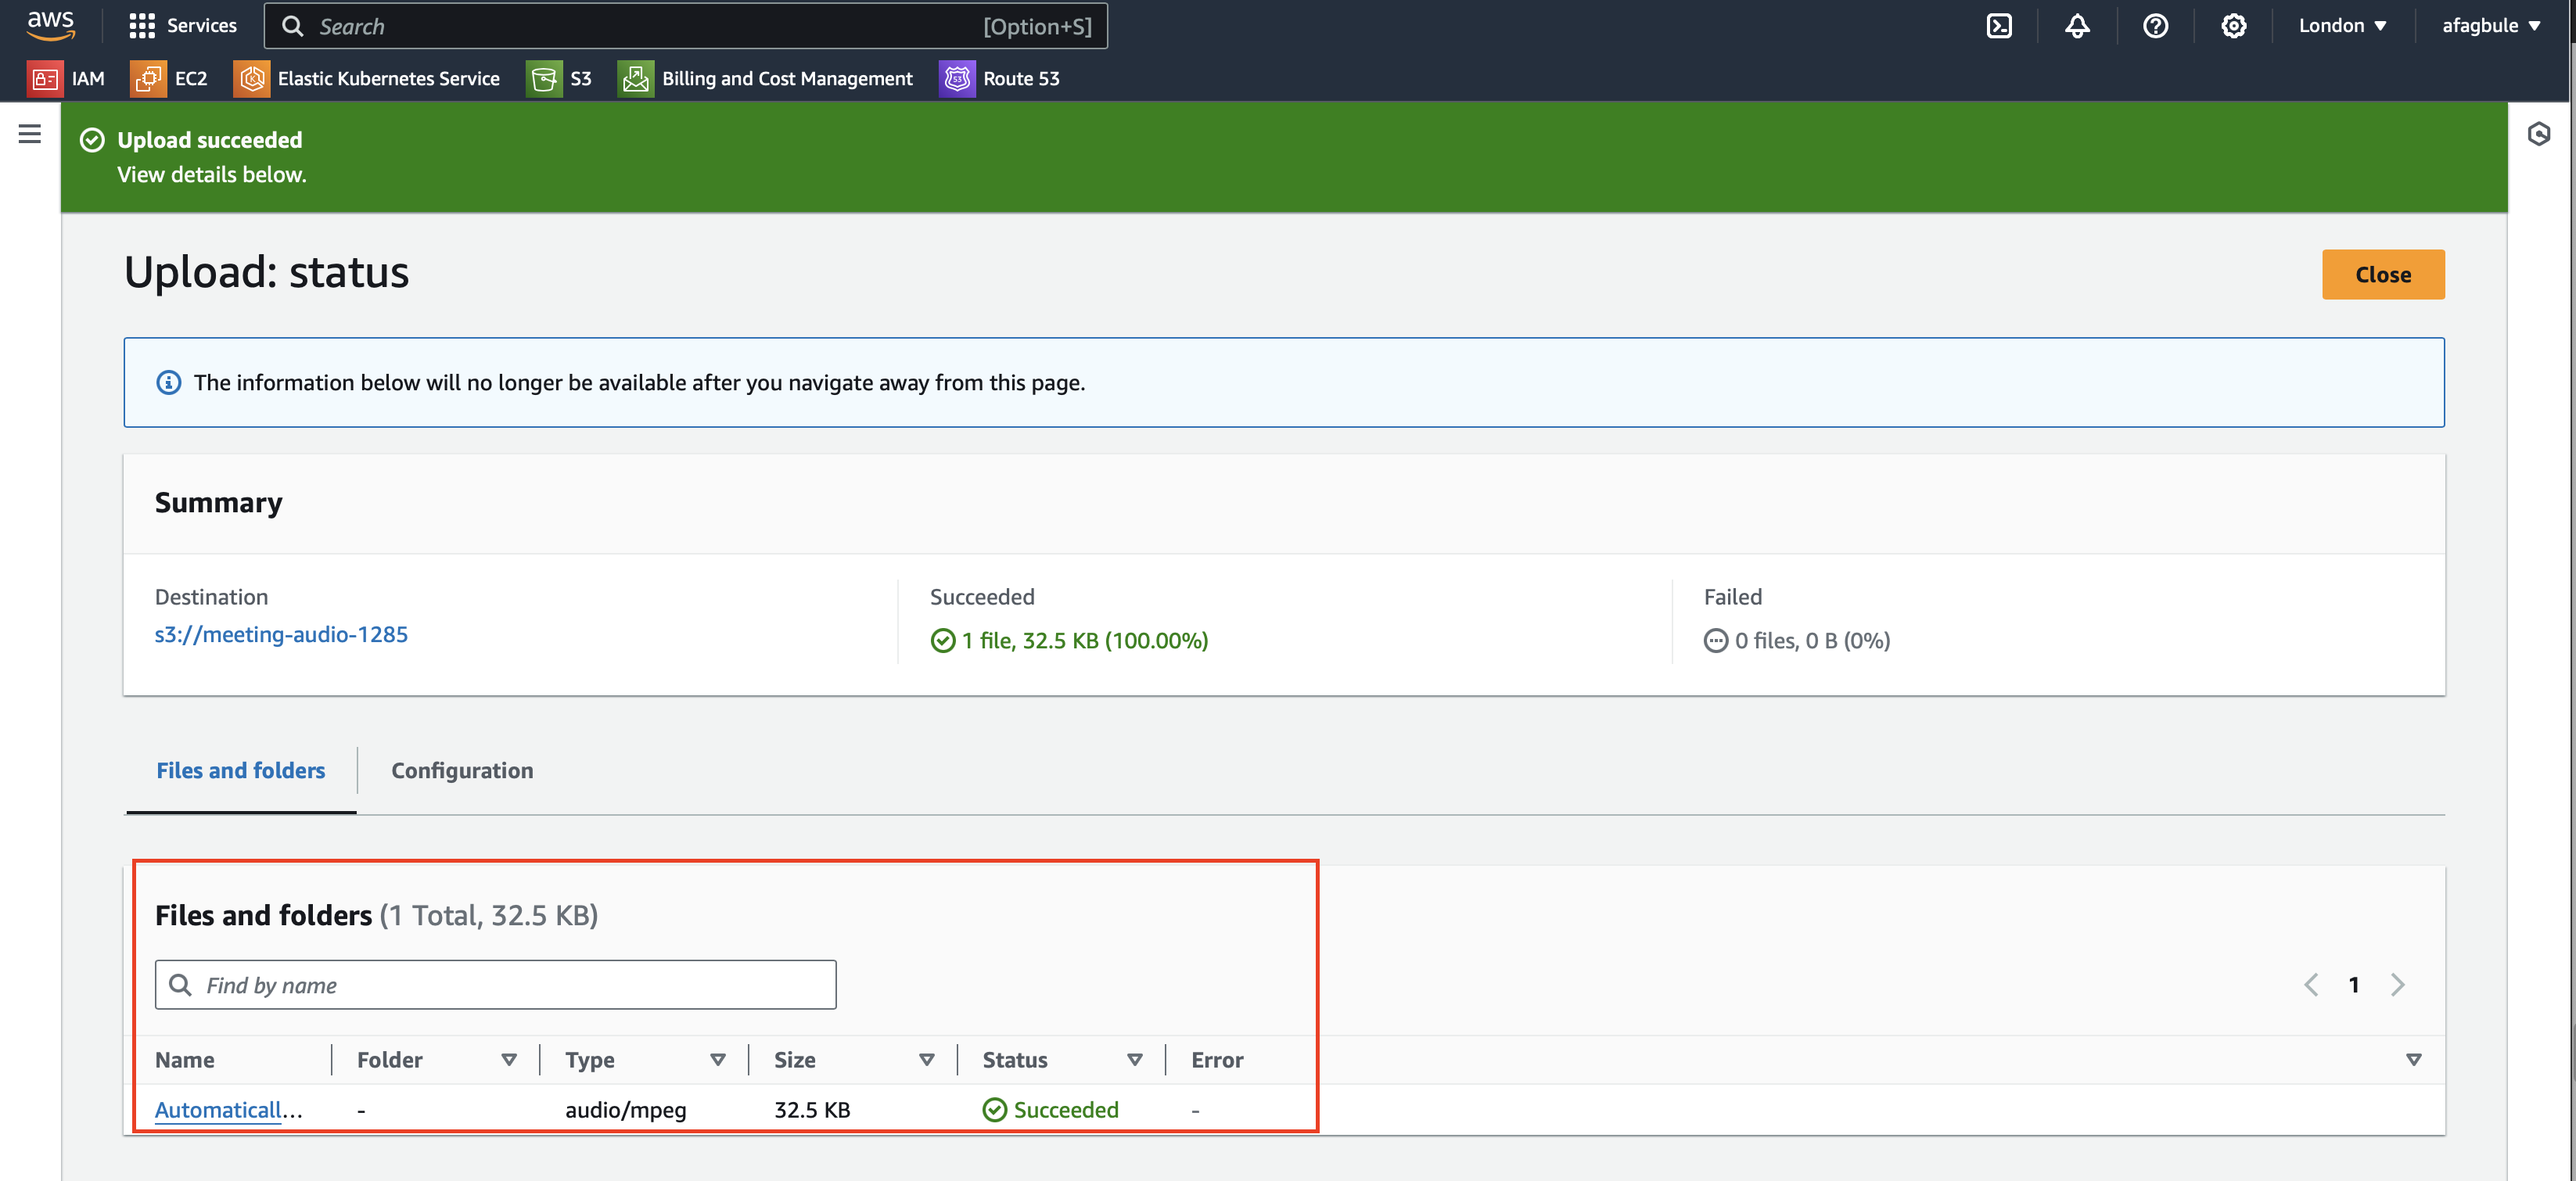 aws
Services
Search [Option+S]
London
afagbule
IAM
EC2
Elastic Kubernetes Service
S3
Billing and Cost Management
53
Route 53
Upload succeeded
View details below.
Upload: status
Close
The information below will no longer be available after you navigate away from this page.
Summary
Destination
s3://meeting-audio-1285
Succeeded
1 file, 32.5 KB (100.00%)
Failed
0 files, 0 B (0%)
Files and folders
Configuration
Files and folders (1 Total, 32.5 KB)
Find by name
1
Name Folder Type Size Status Error
Automaticall... - audio/mpeg 32.5 KB Succeeded -